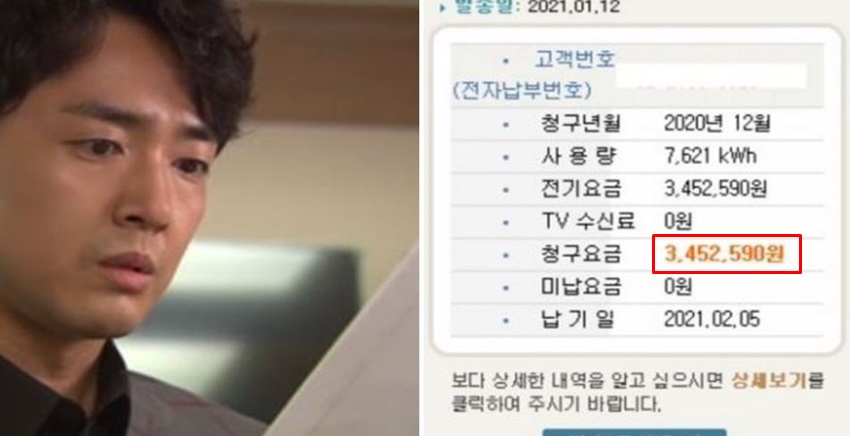 발송일: 2021.01.12
고객번호
(전자납부번호)
청구년월 2020년 12월
사 용 량 7,621 kWh
전기요금 3,452,590원
TV 수신료 0원
청구요금 3,452,590원
미납요금 0원
납 기 일 2021.02.05
보다 상세한 내역을 알고 싶으시면 상세보기를
클릭하여 주시기 바랍니다.